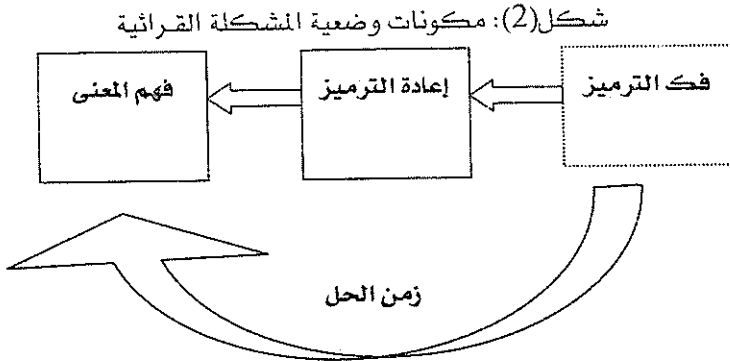 شكل(2): مكونات وضعية المشكلة القرائية
فك الترميز
إعادة الترميز
فهم المعنى
زمن الحل